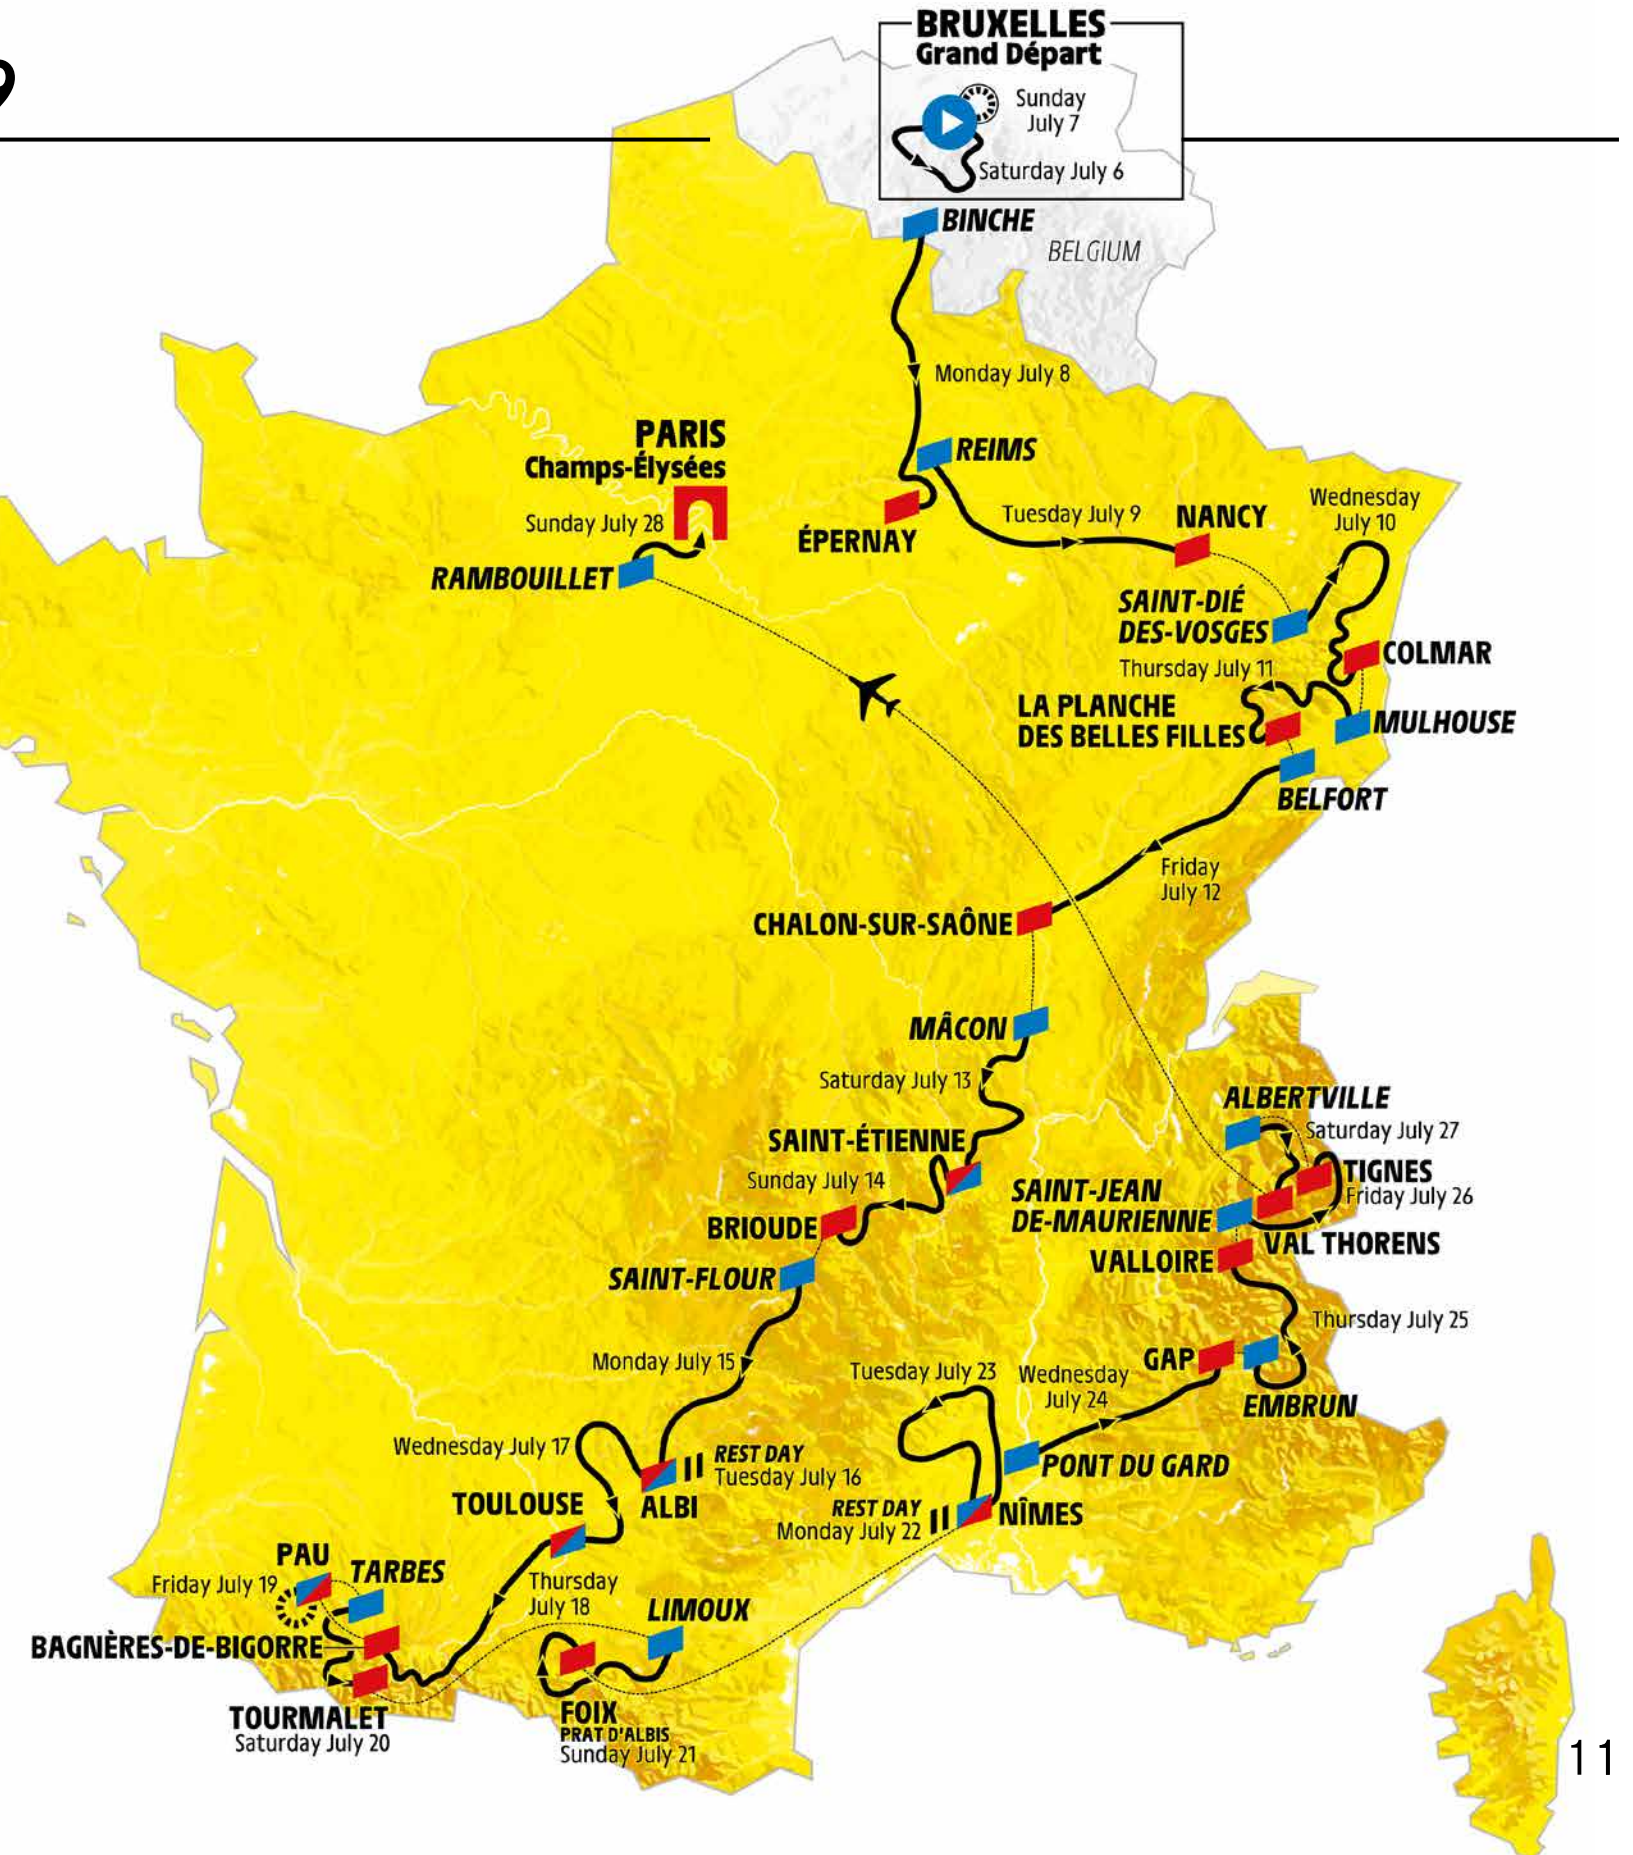 9
BRUXELLES
Grand Départ
Sunday
July 7
Saturday July 6
BINCHE
BELGIUM
Monday July 8
PARIS
Champs-Élysées
Sunday July 28
RAMBOUILLET
REIMS
ÉPERNAY
Tuesday July 9
NANCY
Wednesday
July 10
SAINT-DIÉ
DES-VOSGES
COLMAR
Thursday July 11
LA PLANCHE
DES BELLES FILLES
MULHOUSE
BELFORT
Friday
July 12
CHALON-SUR-SAÔNE
MÂCON
Saturday July 13
SAINT-ÉTIENNE
Sunday July 14
BRIOUDE
SAINT-FLOUR
ALBERTVILLE
Saturday July 27
TIGNES
Friday July 26
SAINT-JEAN
DE-MAURIENNE
VAL THORENS
VALLOIRE
Thursday July 25
GAP
EMBRUN
Monday July 15
Tuesday July 23
Wednesday
July 24
PONT DU GARD
Wednesday July 17
REST DAY
Tuesday July 16
ALBI
TOULOUSE
REST DAY
Monday July 22
NÎMES
PAU
TARBES
Friday July 19
Thursday
July 18
LIMOUX
BAGNÈRES-DE-BIGORRE
TOURMALET
Saturday July 20
FOIX
PRAT D'ALBIS
Sunday July 21
11